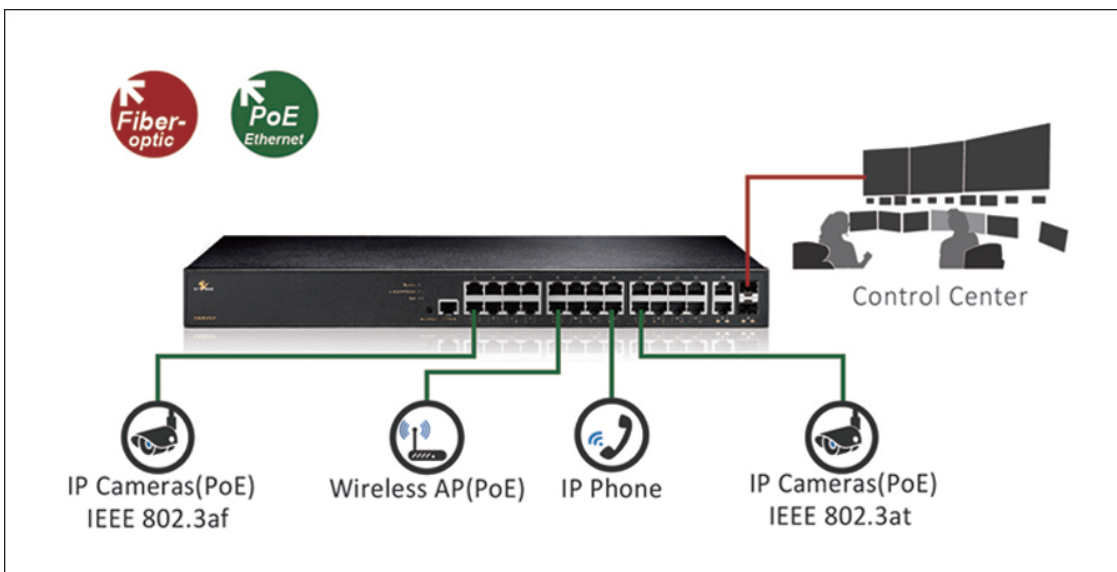 Fiber-
optic
PoE
Ethernet
Control Center
IP Cameras(PoE)
IEEE 802.3af
Wireless AP(PoE)
IP Phone
IP Cameras(PoE)
IEEE 802.3at